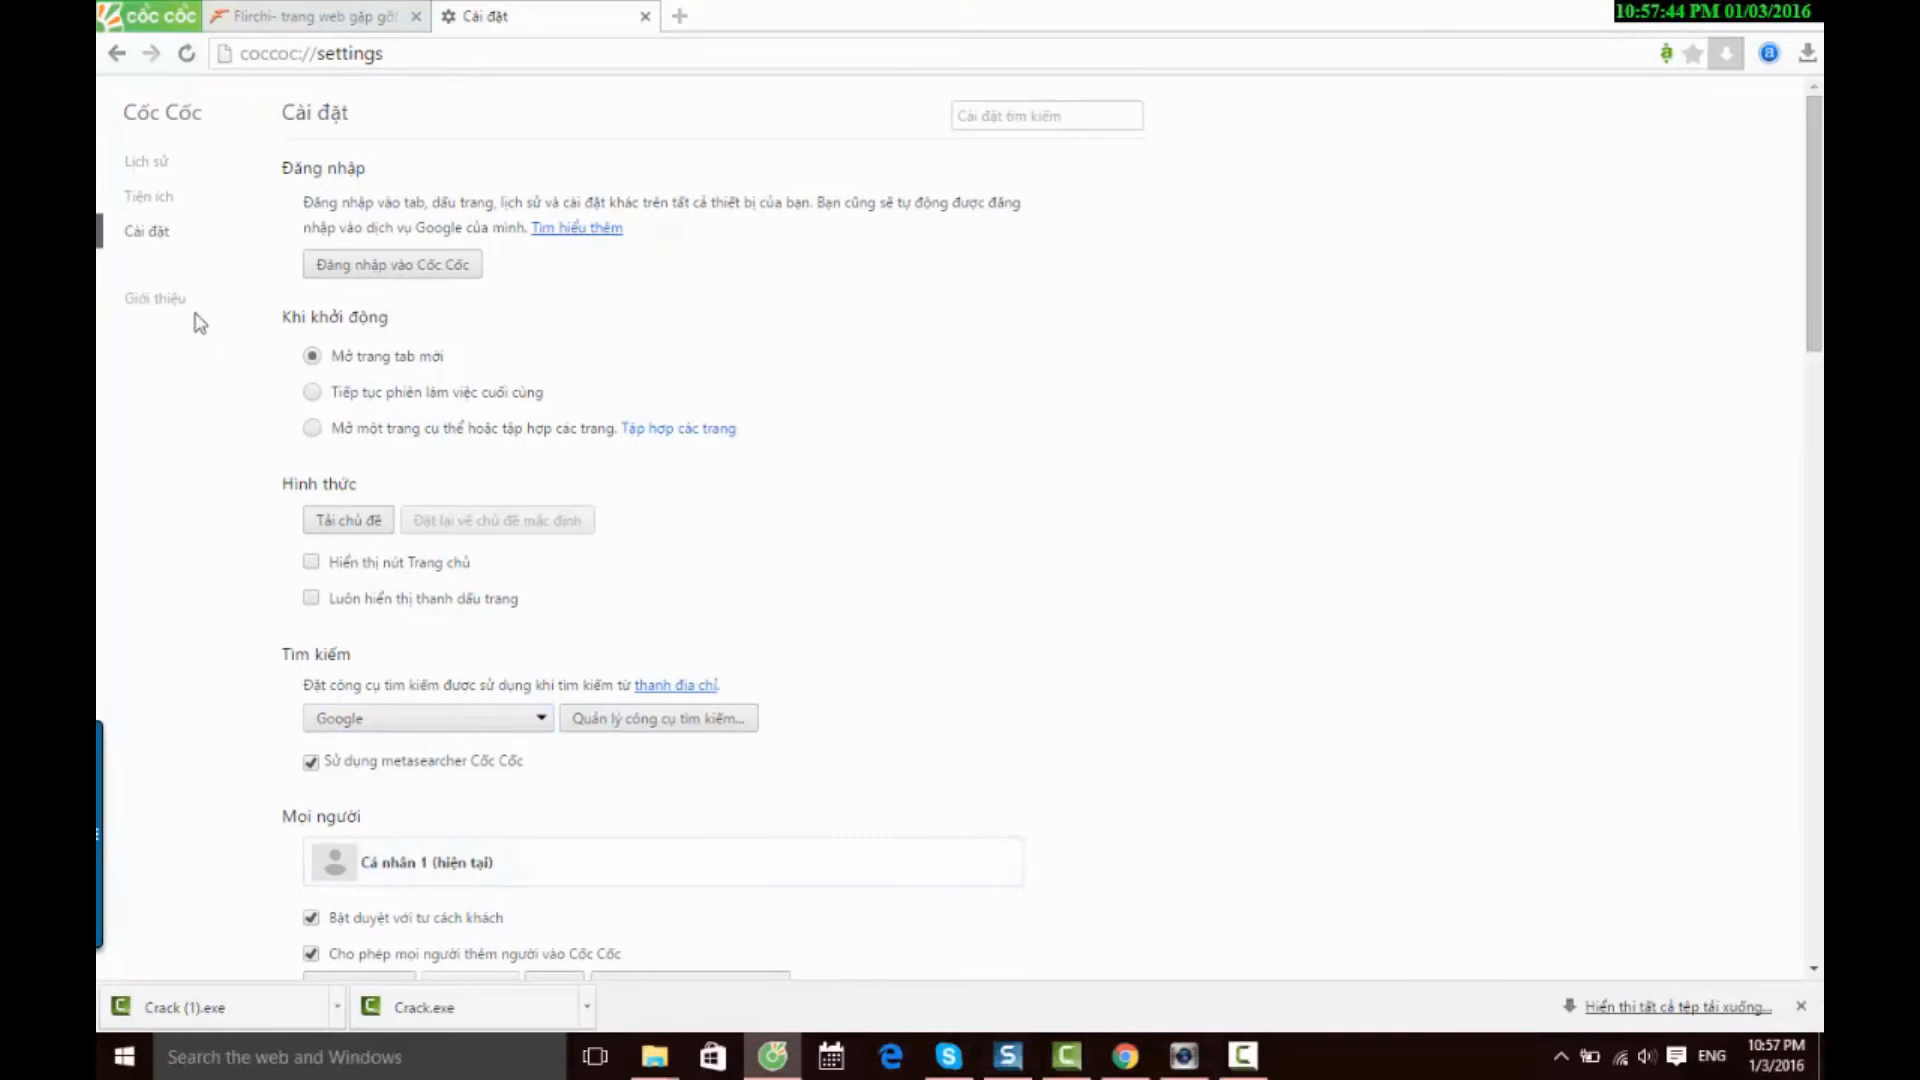 10:57:44 PM 01/03/2016
cốc cốc
Flirchi- trang web gặp gỡ!
Cài đặt
coccoc://settings
Cốc Cốc
Cài đặt
Cài đặt tìm kiếm
Lịch sử
Tiện ích
Cài đặt
Giới thiệu
Đăng nhập
Đăng nhập vào tab, dấu trang, lịch sử và cài đặt khác trên tất cả thiết bị của bạn. Bạn cũng sẽ tự động được đăng
nhập vào dịch vụ Google của mình. Tìm hiểu thêm
Đăng nhập vào Cốc Cốc
Khi khởi động
Mở trang tab mới
Tiếp tục phiên làm việc cuối cùng
Mở một trang cụ thể hoặc tập hợp các trang. Tập hợp các trang
Hình thức
Tải chủ đề
Đặt lại về chủ đề mặc định
Hiển thị nút Trang chủ
Luôn hiển thị thanh dấu trang
Tìm kiếm
Đặt công cụ tìm kiếm được sử dụng khi tìm kiếm từ thanh địa chỉ.
Google
Quản lý công cụ tìm kiếm...
Sử dụng metasearcher Cốc Cốc
Mọi người
Cá nhân 1 (hiện tại)
Bật duyệt với tư cách khách
Cho phép mọi người thêm người vào Cốc Cốc
Crack (1).exe
Crack.exe
Hiển thị tất cả tệp tải xuống...
Search the web and Windows
ENG
10:57 PM
1/3/2016